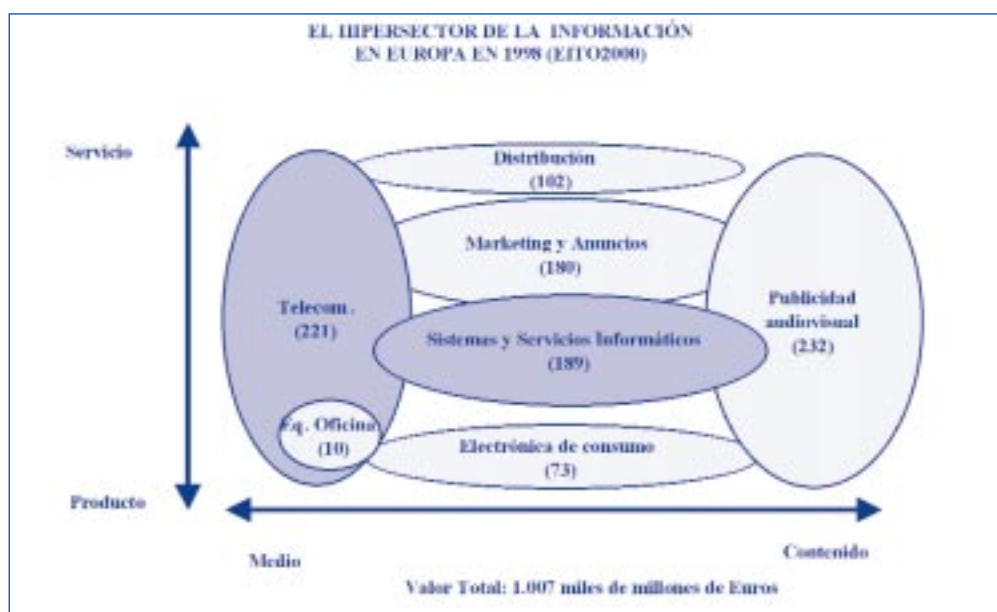 EL HIPERSECTOR DE LA INFORMACIÓN
EN EUROPA EN 1998 (EITO2000)
Servicio
Distribución
(102)
Marketing y Anuncios
(180)
Telecom.
(221)
Publicidad
audiovisual
(232)
Sistemas y Servicios Informáticos
(189)
Eq. Oficina
(10)
Electrónica de consumo
(73)
Producto
Medio
Contenido
Valor Total: 1.007 miles de millones de Euros